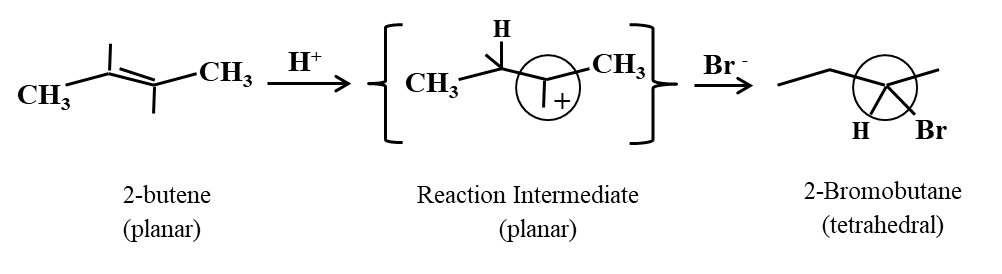 CH₃
CH₃
H⁺
H
CH₃
CH₃
+
Br⁻
H
Br
2-butene
(planar)
Reaction Intermediate
(planar)
2-Bromobutane
(tetrahedral)